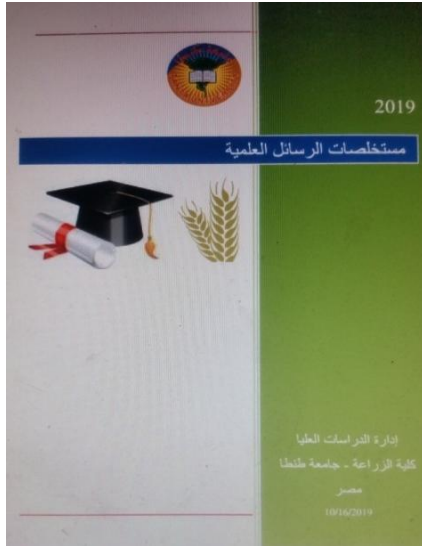 2019
مستخلصات الرسائل العلمية
إدارة الدراسات العليا
كلية الزراعة - جامعة طنطا
مصر
10/16/2019